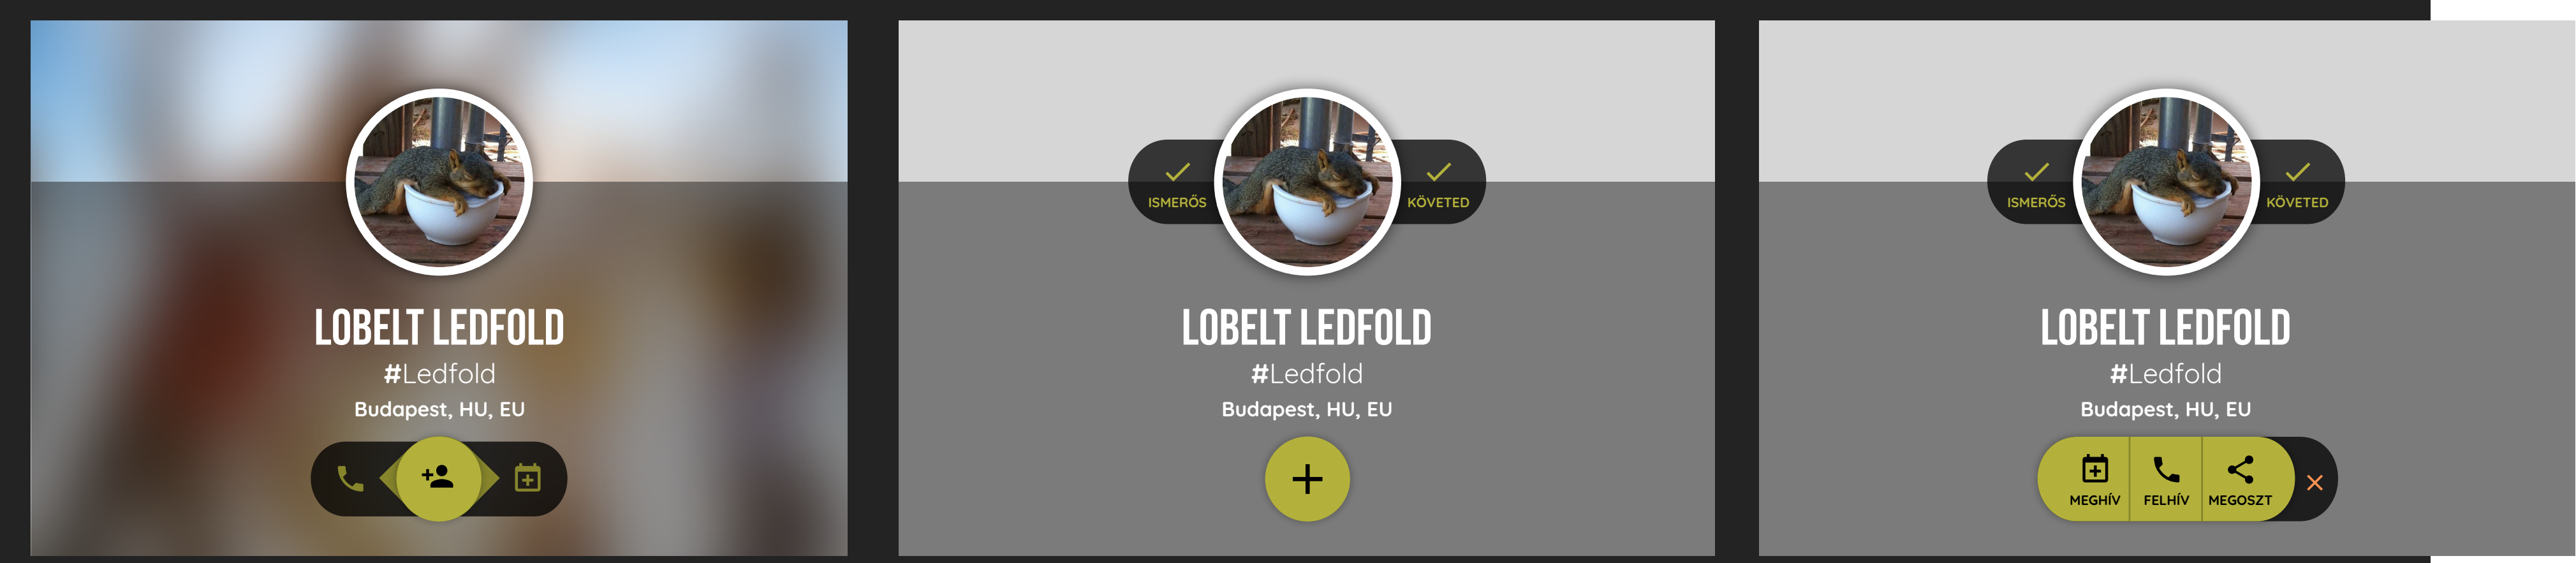 LOBELT LEDFOLD
#Ledfold
Budapest, HU, EU
ISMERŐS
KÖVETED
LOBELT LEDFOLD
#Ledfold
Budapest, HU, EU
ISMERŐS
KÖVETED
LOBELT LEDFOLD
#Ledfold
Budapest, HU, EU
MEGHÍV
FELHÍV
MEGOSZT